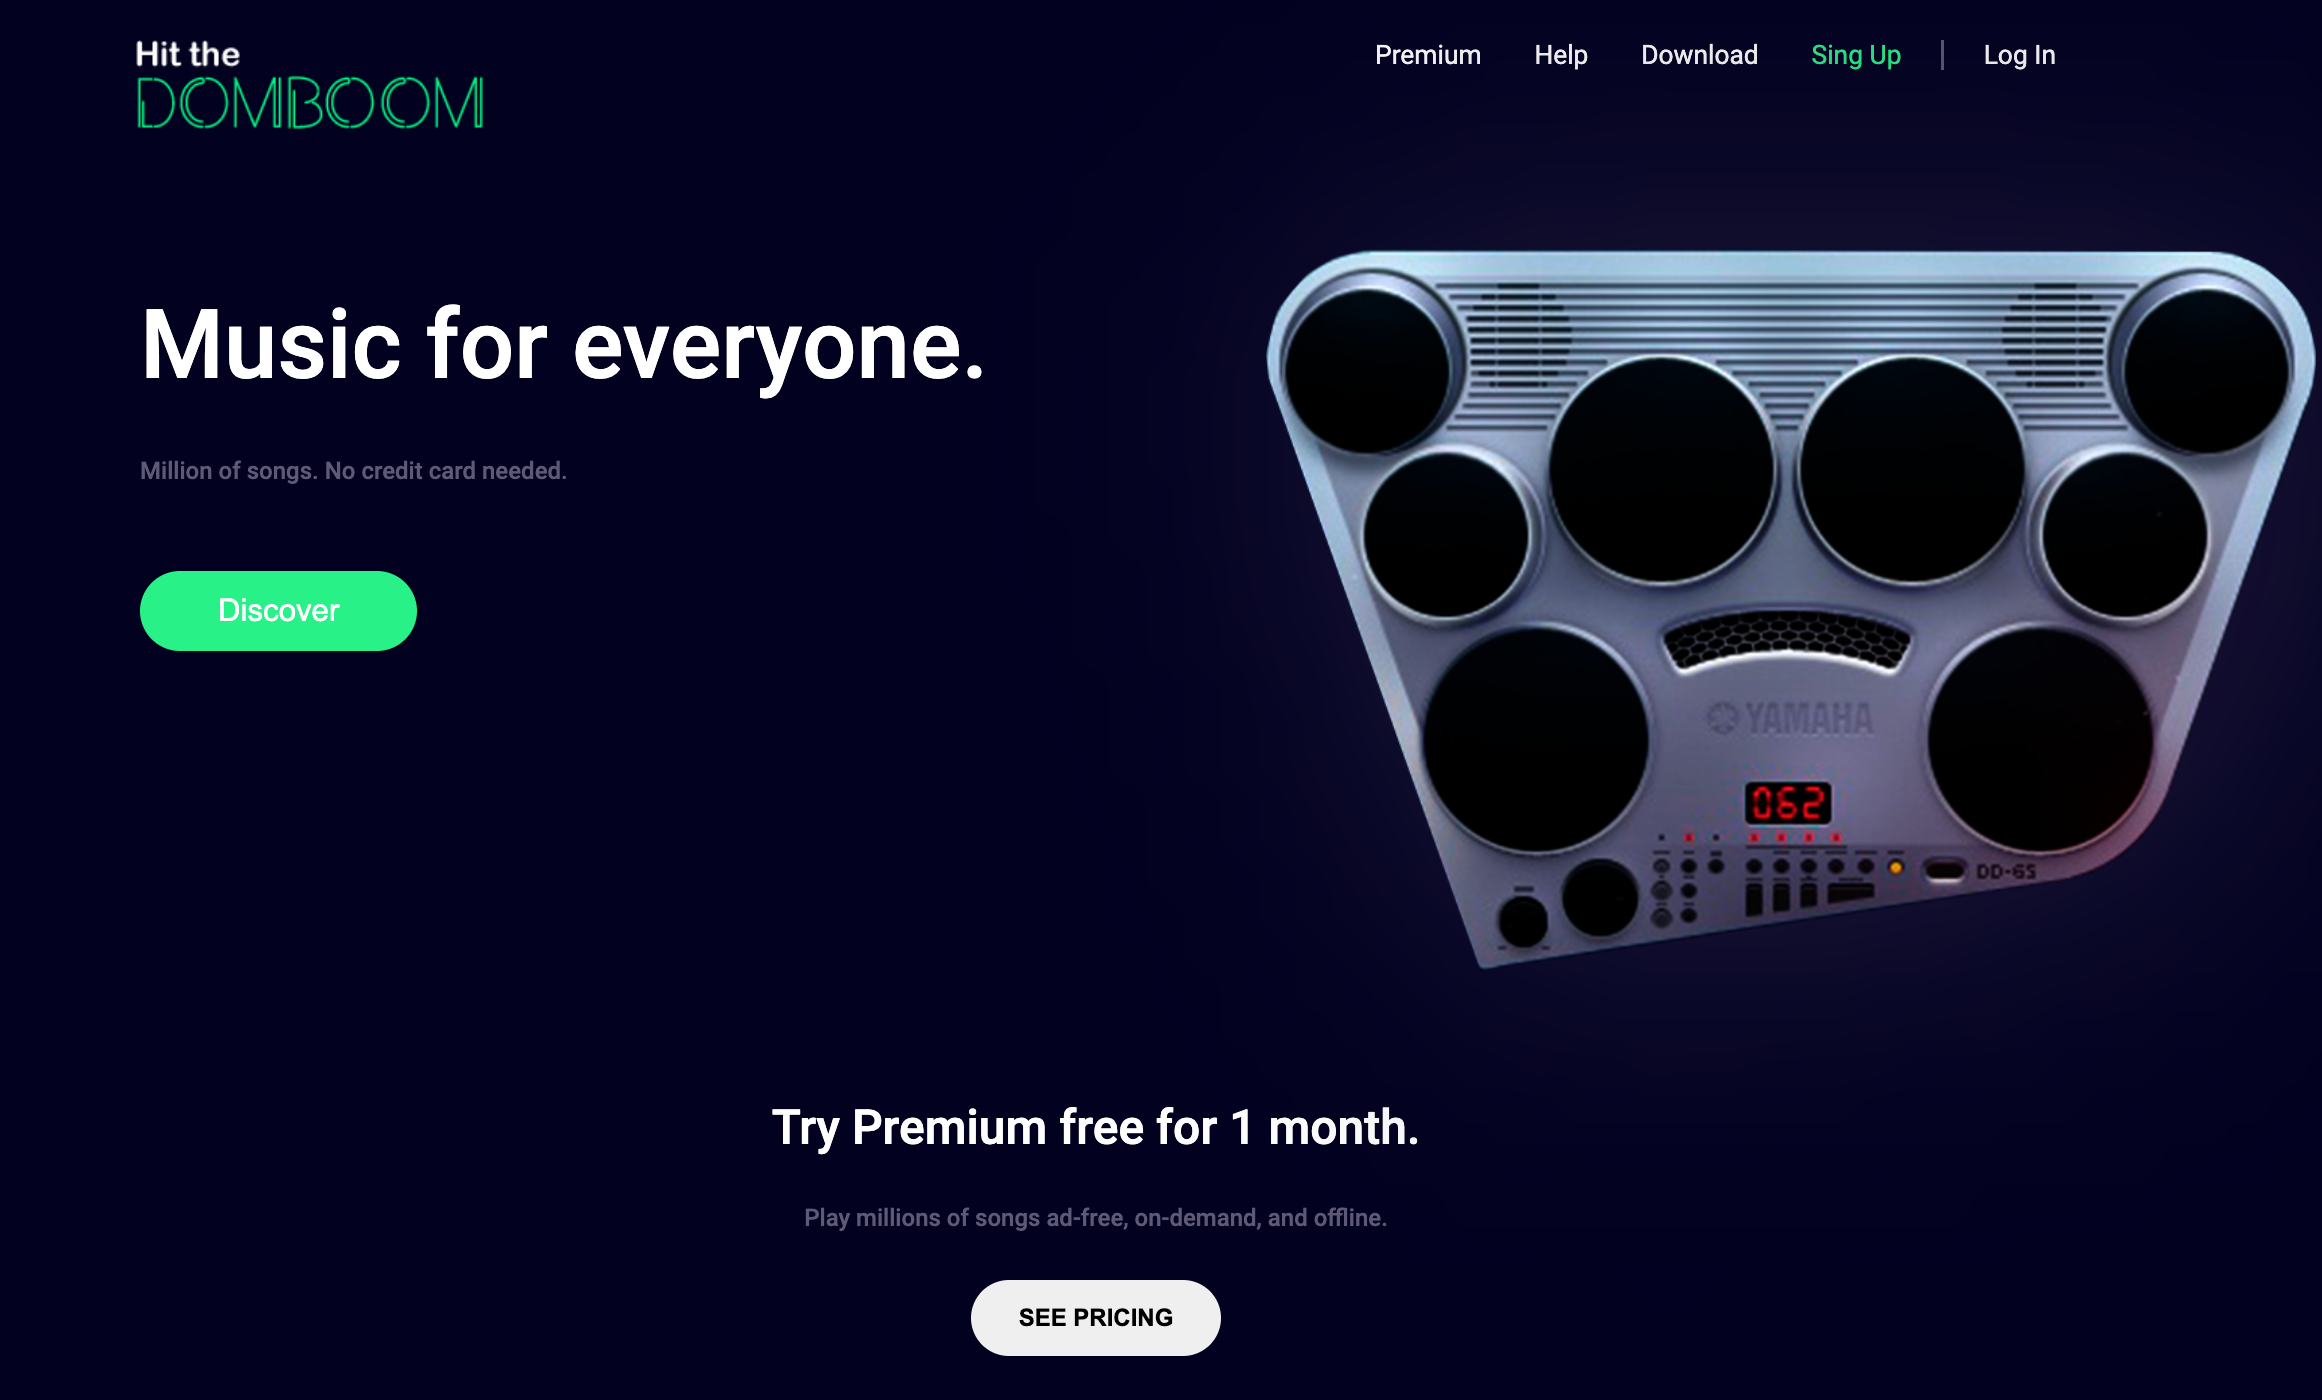 Hit the
DOMBOOM
Premium Help Download Sing Up | Log In
Music for everyone.
Million of songs. No credit card needed.
Discover
YAMAHA
062
DD-65
Try Premium free for 1 month.
Play millions of songs ad-free, on-demand, and offline.
SEE PRICING